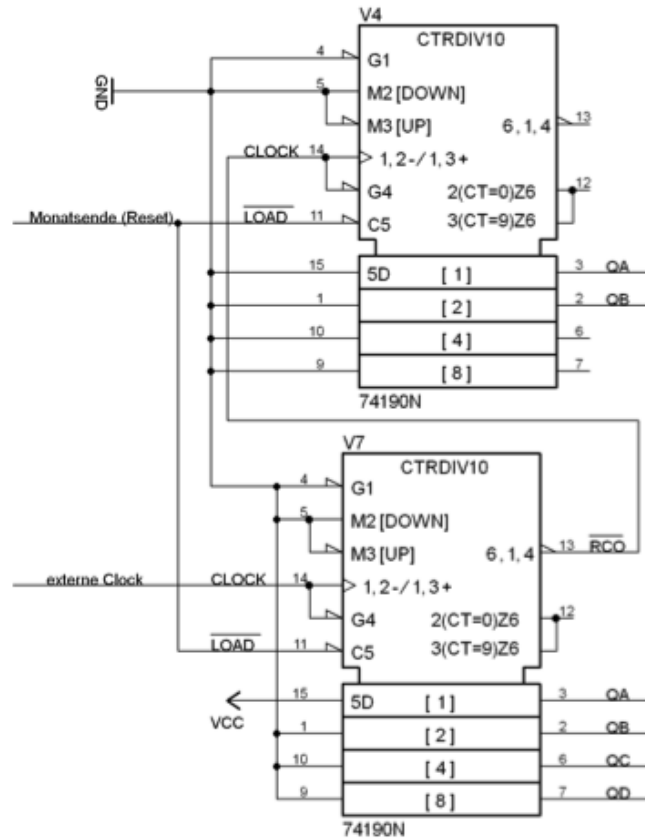 V4
CTRDIV10
4 G1
GND
5 M2 [DOWN]
M3 [UP] 6,1,4 13
CLOCK 14 1,2-/1,3+
G4 2(CT=0)Z6 12
Monatsende (Reset) LOAD 11 C5 3(CT=9)Z6
15 5D [1] 3 QA
1 [2] 2 QB
10 [4] 6
9 [8] 7
74190N
V7
CTRDIV10
4 G1
5 M2 [DOWN]
M3 [UP] 6,1,4 13 RCO
externe Clock CLOCK 14 1,2-/1,3+
G4 2(CT=0)Z6 12
LOAD 11 C5 3(CT=9)Z6
15 5D [1] 3 QA
VCC
1 [2] 2 QB
10 [4] 6 QC
9 [8] 7 QD
74190N